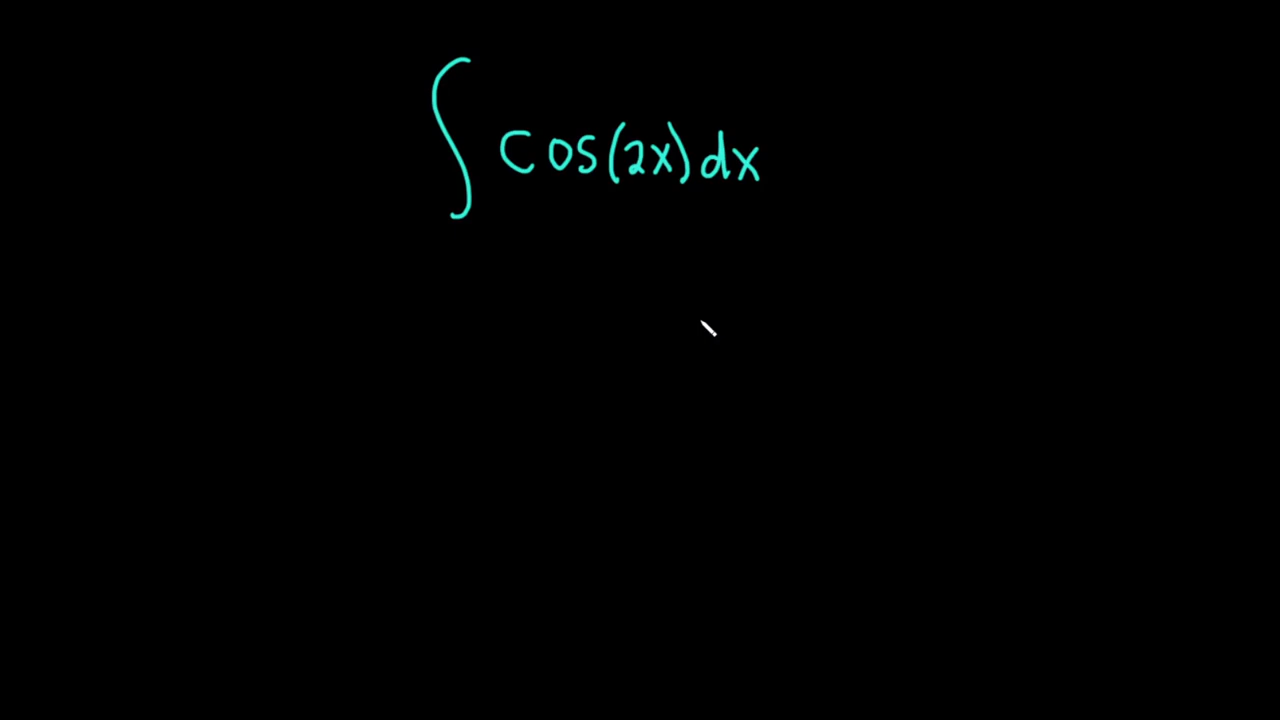 ∫ cos(2x) dx